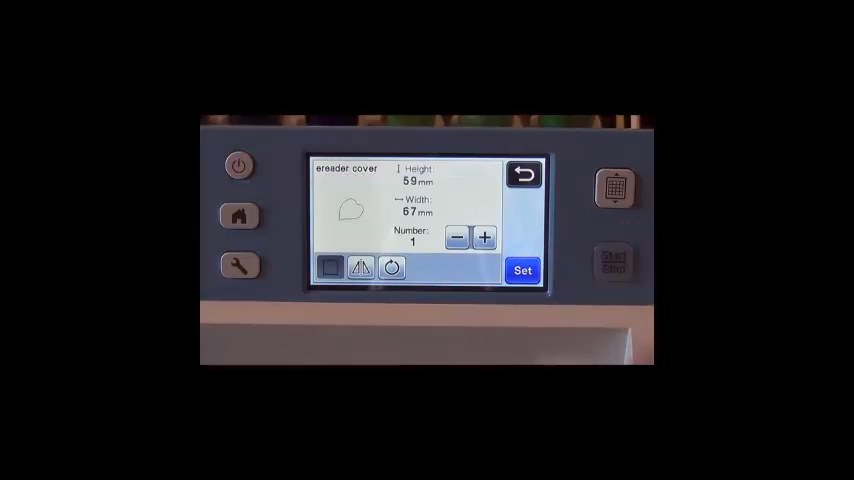 ereader cover
Height:
59mm
Width:
67mm
Number:
1
Set
Start
Stop